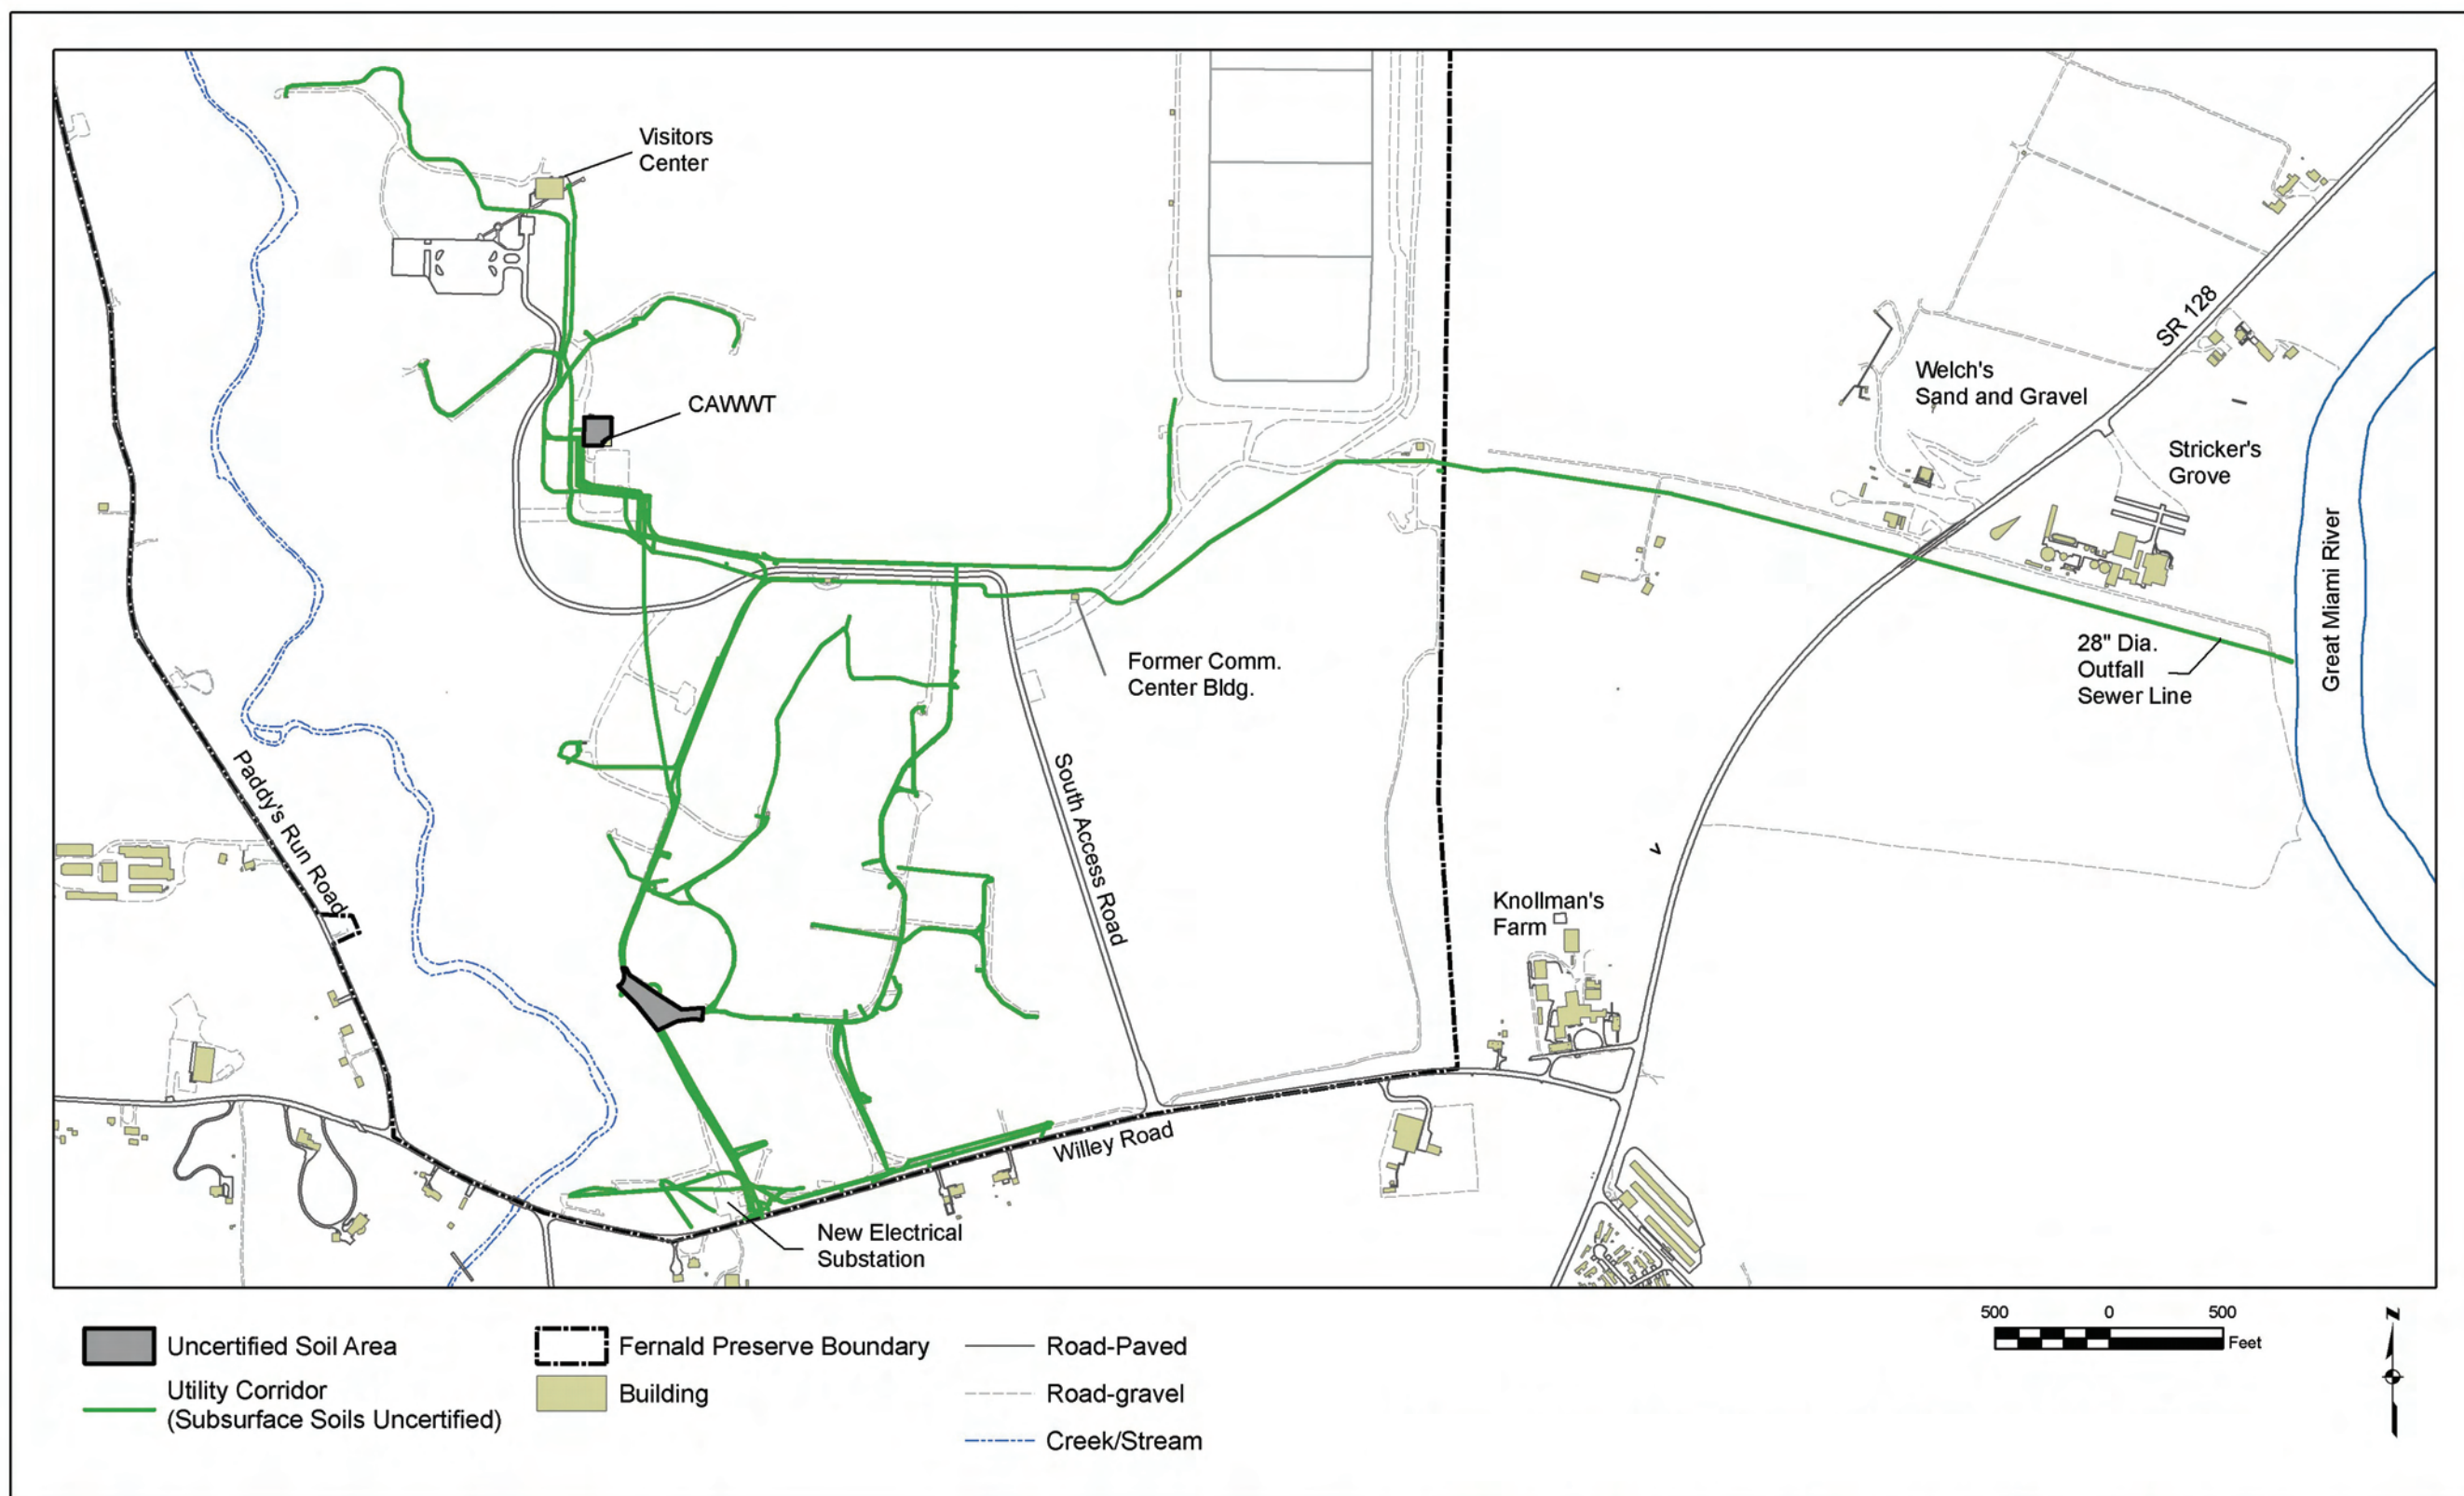 Visitors
Center
CAWWT
SR 128
Welch's
Sand and Gravel
Stricker's
Grove
Great Miami River
28" Dia.
Outfall
Sewer Line
Former Comm.
Center Bldg.
South Access Road
Paddy's Run Road
Knollman's
Farm
Willey Road
New Electrical
Substation
Uncertified Soil Area
Utility Corridor
(Subsurface Soils Uncertified)
Fernald Preserve Boundary
Building
Road-Paved
Road-gravel
Creek/Stream
500 0 500
Feet
N